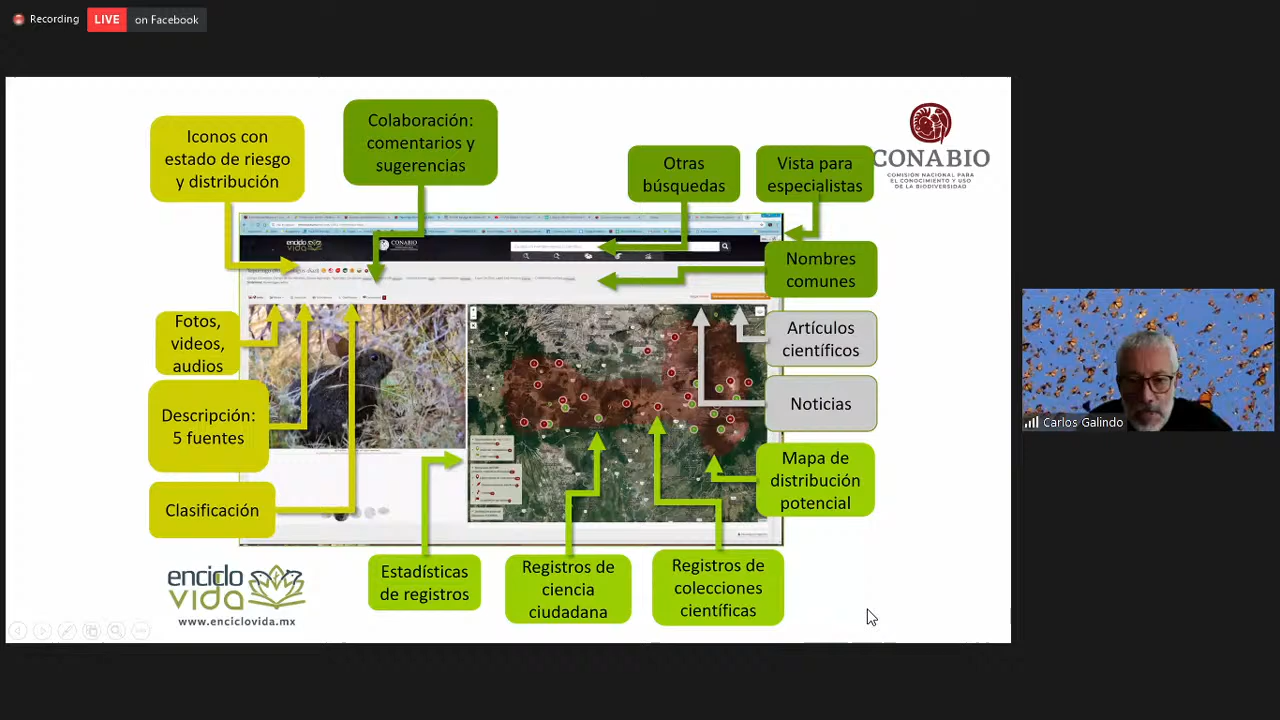 Recording
LIVE on Facebook
Iconos con
estado de riesgo
y distribución
Colaboración:
comentarios y
sugerencias
Otras
búsquedas
Vista para
especialistas
CONABIO
COMISIÓN NACIONAL PARA
EL CONOCIMIENTO Y USO
DE LA BIODIVERSIDAD
enciclo
vida
CONABIO
Nombres
comunes
Fotos,
videos,
audios
Artículos
científicos
Descripción:
5 fuentes
Noticias
Mapa de
distribución
potencial
Clasificación
Estadísticas
de registros
Registros de
ciencia
ciudadana
Registros de
colecciones
científicas
enciclo
vida
www.enciclovida.mx
Carlos Galindo